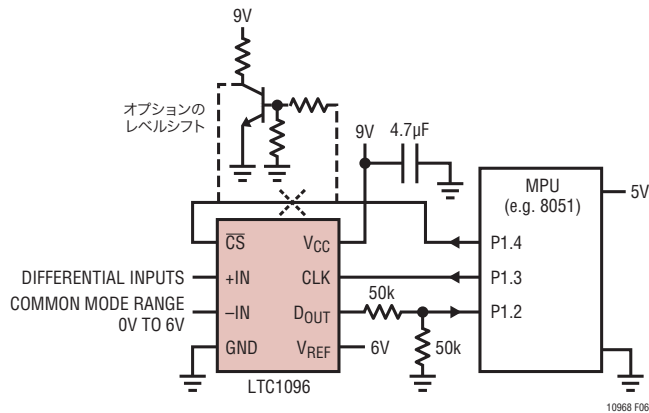 9V
オプションの
レベルシフト
9V
4.7µF
MPU
(e.g. 8051)
5V
CS
VCC
P1.4
DIFFERENTIAL INPUTS
+IN
CLK
P1.3
COMMON MODE RANGE
0V TO 6V
–IN
DOUT
50k
P1.2
GND
VREF
6V
50k
LTC1096
10968 F06